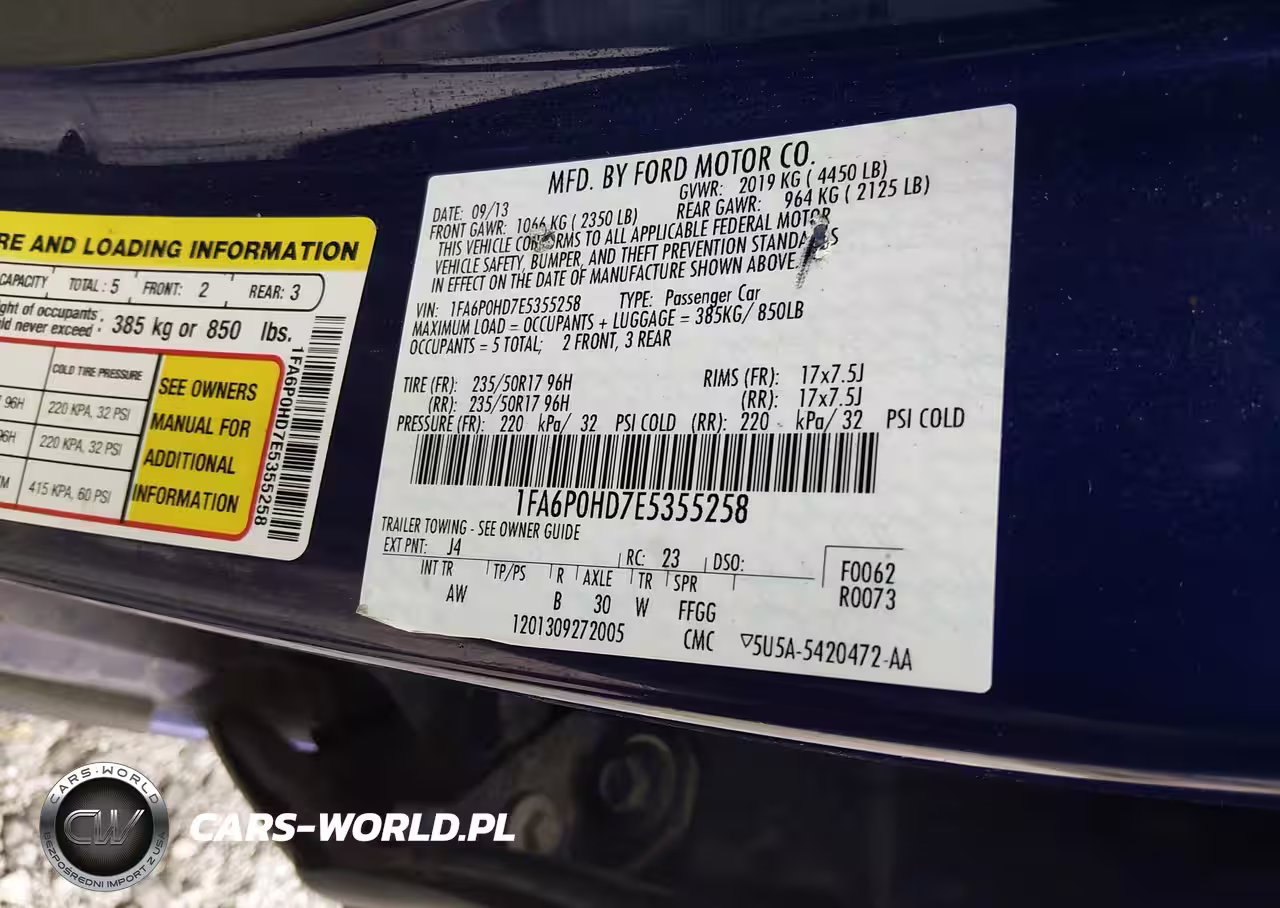 RE AND LOADING INFORMATION
CAPACITY TOTAL : 5 FRONT: 2 REAR: 3
ght of occupants
ld never exceed : 385 kg or 850 lbs.
COLD TIRE PRESSURE
96H 220 KPA, 32 PSI
96H 220 KPA, 32 PSI
M 415 KPA, 60 PSI
SEE OWNERS
MANUAL FOR
ADDITIONAL
INFORMATION
1FA6P0HD7E5355258
MFD. BY FORD MOTOR CO.
DATE: 09/13 GVWR: 2019 KG ( 4450 LB)
FRONT GAWR: 1066 KG ( 2350 LB) REAR GAWR: 964 KG ( 2125 LB)
THIS VEHICLE CONFORMS TO ALL APPLICABLE FEDERAL MOTOR
VEHICLE SAFETY, BUMPER, AND THEFT PREVENTION STANDARDS
IN EFFECT ON THE DATE OF MANUFACTURE SHOWN ABOVE.
VIN: 1FA6P0HD7E5355258 TYPE: Passenger Car
MAXIMUM LOAD = OCCUPANTS + LUGGAGE = 385KG/ 850LB
OCCUPANTS = 5 TOTAL; 2 FRONT, 3 REAR
TIRE (FR): 235/50R17 96H RIMS (FR): 17x7.5J
(RR): 235/50R17 96H (RR): 17x7.5J
PRESSURE (FR): 220 kPa/ 32 PSI COLD (RR): 220 kPa/ 32 PSI COLD
1FA6P0HD7E5355258
TRAILER TOWING - SEE OWNER GUIDE
EXT PNT: J4 RC: 23 DSO: F0062
INT TR TP/PS R AXLE TR SPR R0073
AW B 30 W FFGG
1201309272005 CMC ▽5U5A-5420472-AA
CARS-WORLD
CW
BEZPOŚREDNI IMPORT Z USA
CARS-WORLD.PL